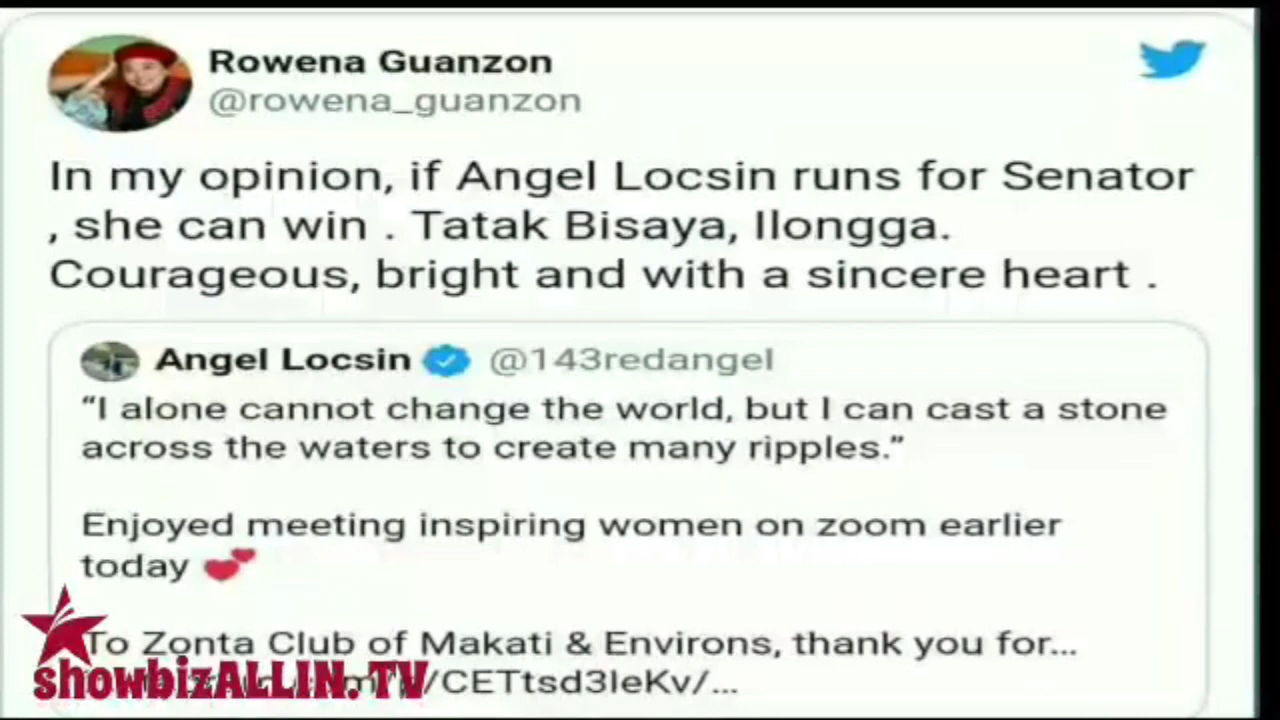 Rowena Guanzon
@rowena_guanzon
In my opinion, if Angel Locsin runs for Senator
, she can win . Tatak Bisaya, Ilongga.
Courageous, bright and with a sincere heart .
Angel Locsin @143redangel
“I alone cannot change the world, but I can cast a stone
across the waters to create many ripples.”
Enjoyed meeting inspiring women on zoom earlier
today 💕
To Zonta Club of Makati & Environs, thank you for...
/CETtsd3leKv/...
showbizALLIN.TV